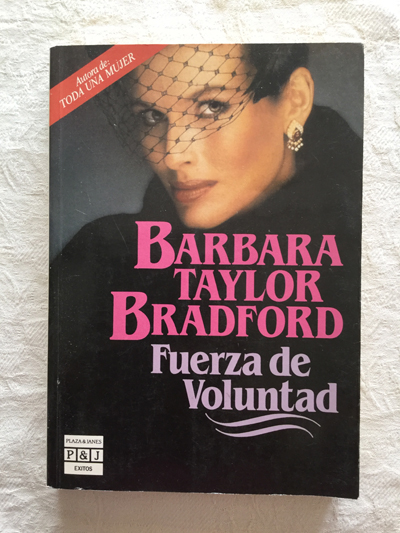 Autora de:
TODA UNA MUJER
BARBARA
TAYLOR
BRADFORD
Fuerza de
Voluntad
PLAZA & JANES
P&J
EXITOS